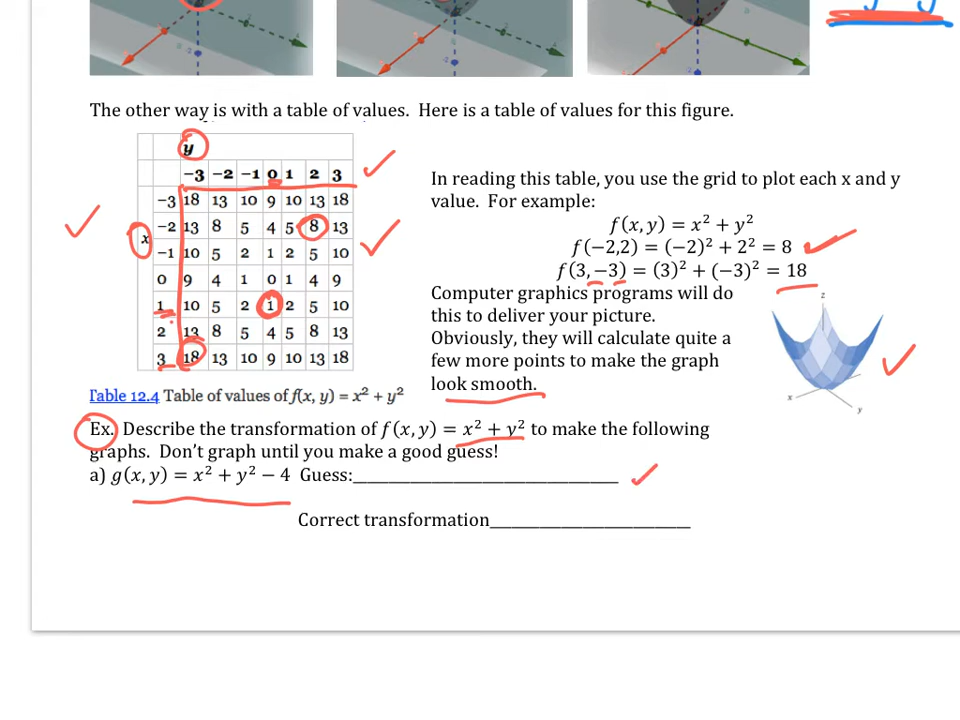 The other way is with a table of values. Here is a table of values for this figure.
y
−3 −2 −1 0 1 2 3
−3 18 13 10 9 10 13 18
−2 13 8 5 4 5 8 13
x
−1 10 5 2 1 2 5 10
0 9 4 1 0 1 4 9
1 10 5 2 1 2 5 10
2 13 8 5 4 5 8 13
3 18 13 10 9 10 13 18
Table 12.4 Table of values of f(x, y) = x² + y²
In reading this table, you use the grid to plot each x and y
value. For example:
f(x, y) = x² + y²
f(−2,2) = (−2)² + 2² = 8
f(3, −3) = (3)² + (−3)² = 18
Computer graphics programs will do
this to deliver your picture.
Obviously, they will calculate quite a
few more points to make the graph
look smooth.
z
x
y
Ex. Describe the transformation of f(x, y) = x² + y² to make the following
graphs. Don't graph until you make a good guess!
a) g(x, y) = x² + y² − 4 Guess:______________________________
Correct transformation______________________